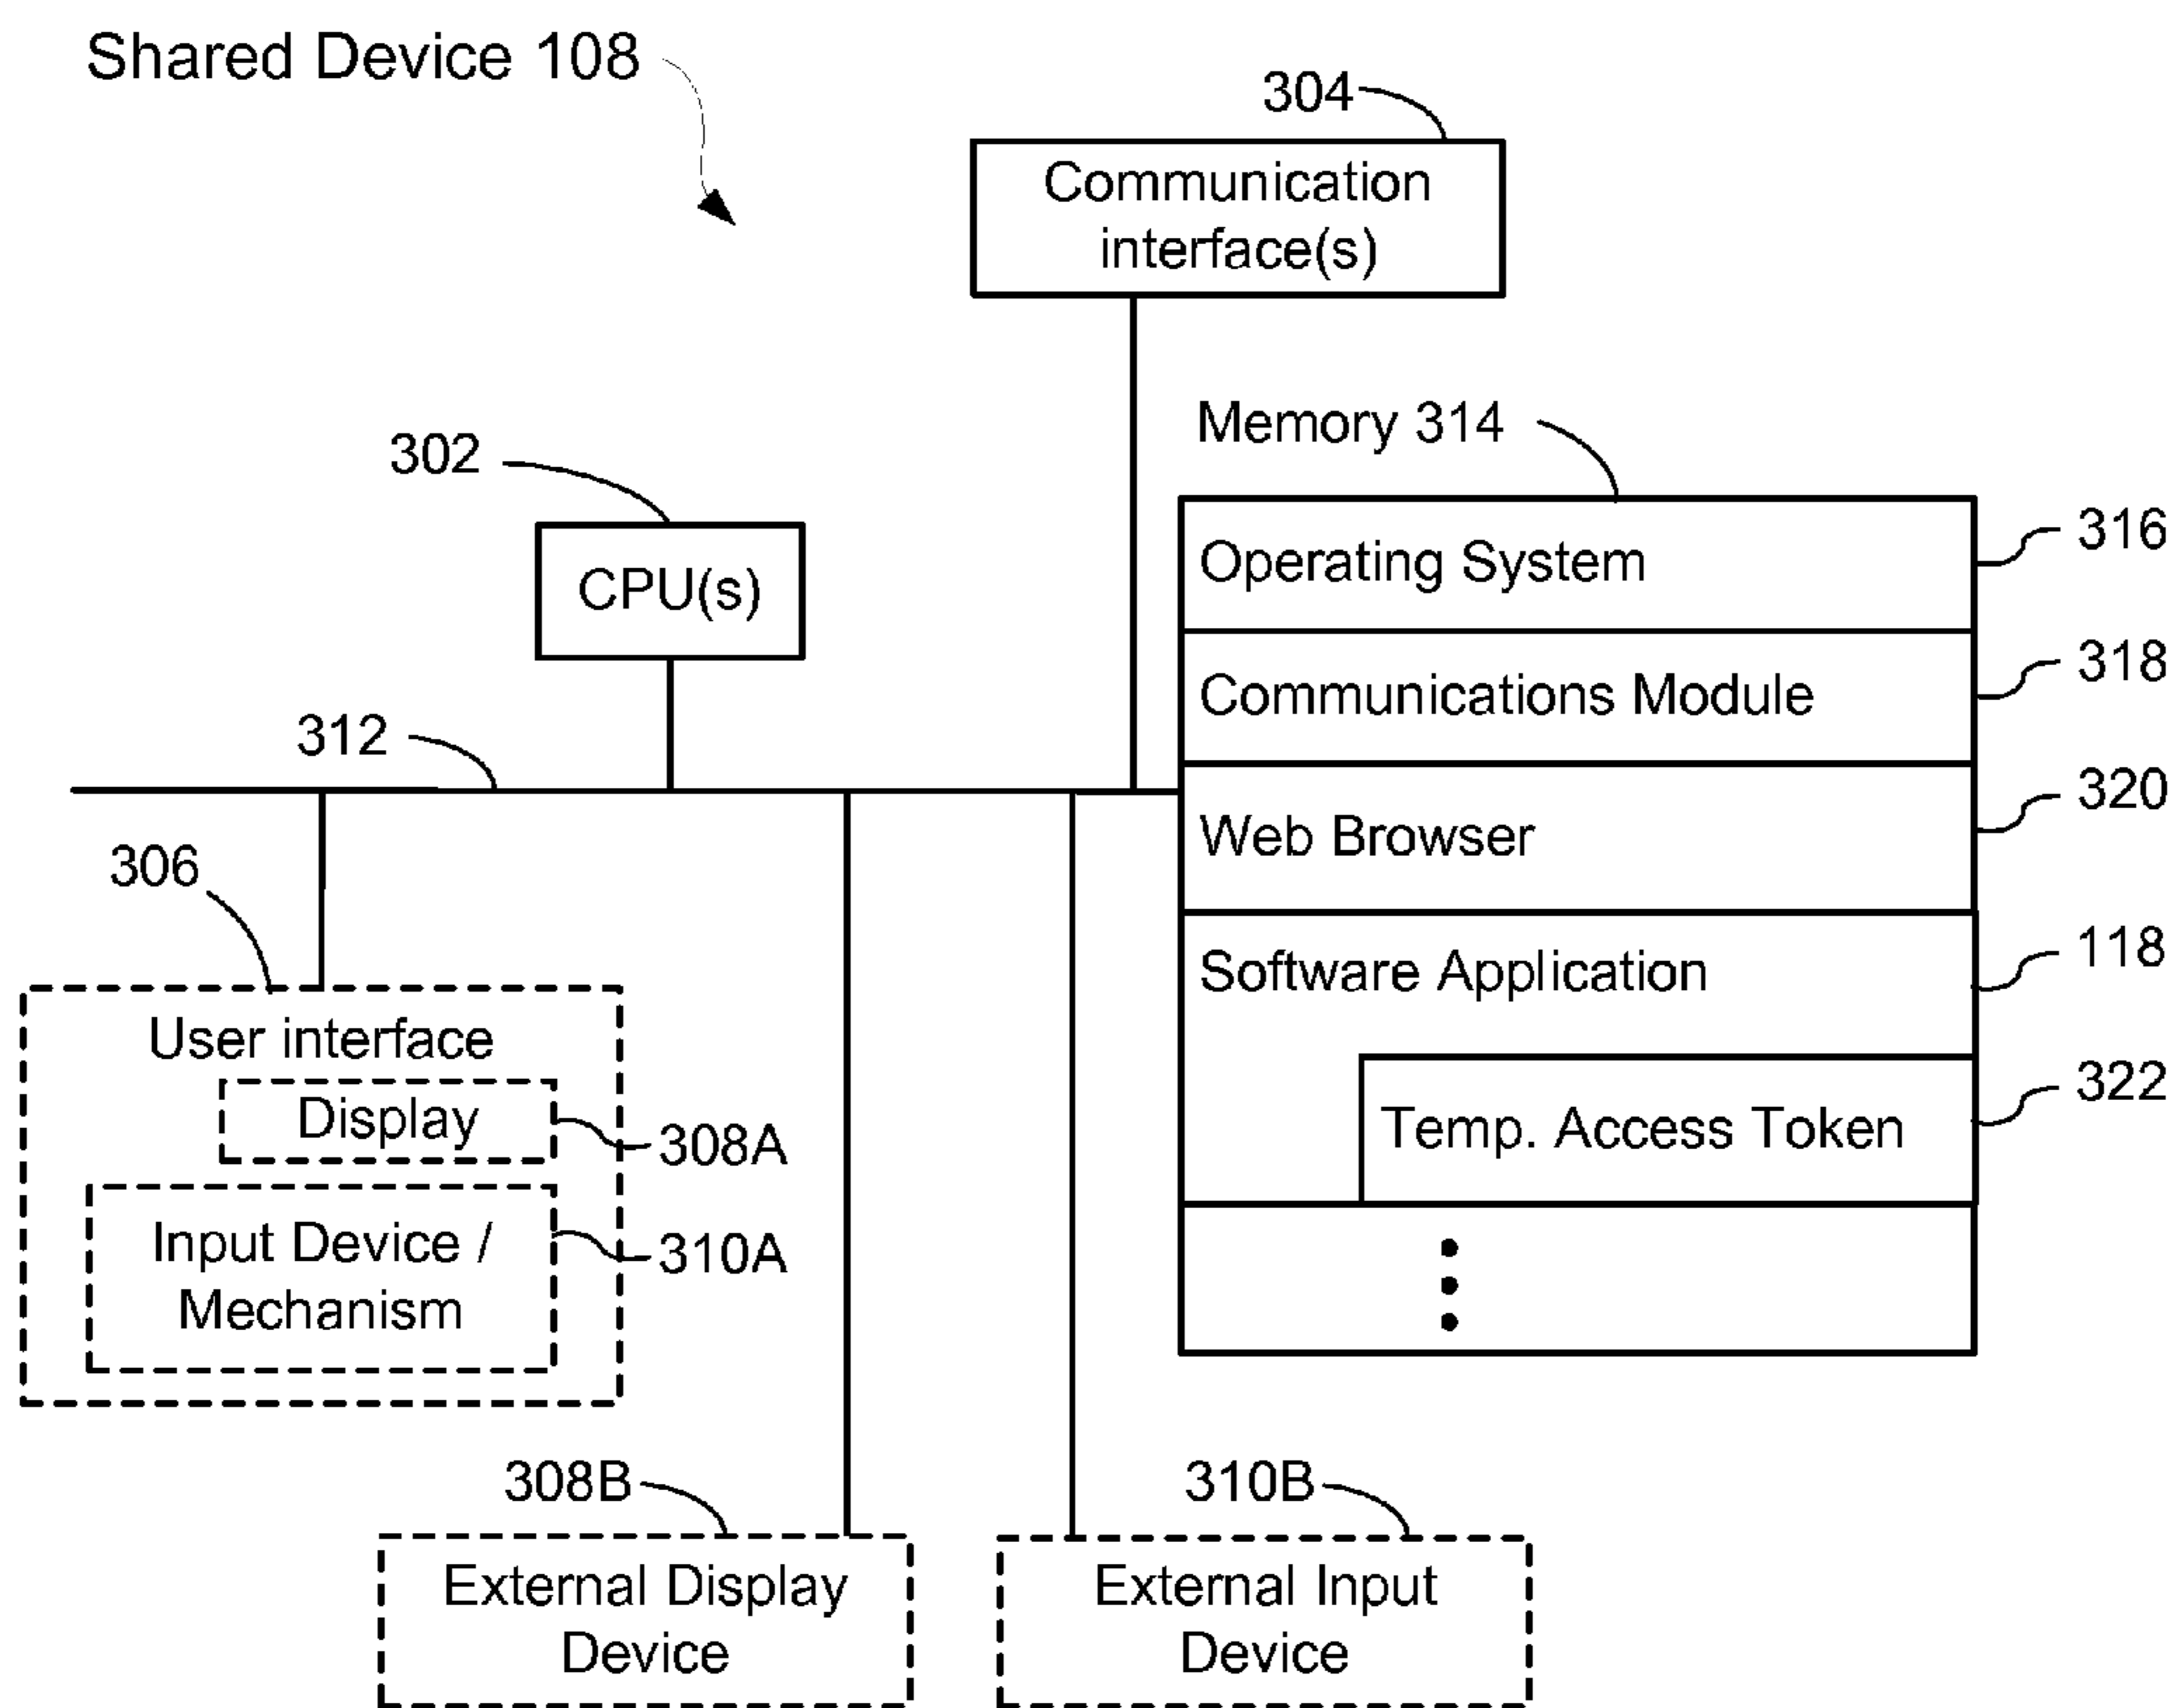 Shared Device 108
304
Communication
interface(s)
Memory 314
302
CPU(s)
Operating System
316
Communications Module
318
312
Web Browser
320
306
Software Application
118
User interface
Display
308A
Temp. Access Token
322
Input Device /
Mechanism
310A
308B
External Display
Device
310B
External Input
Device